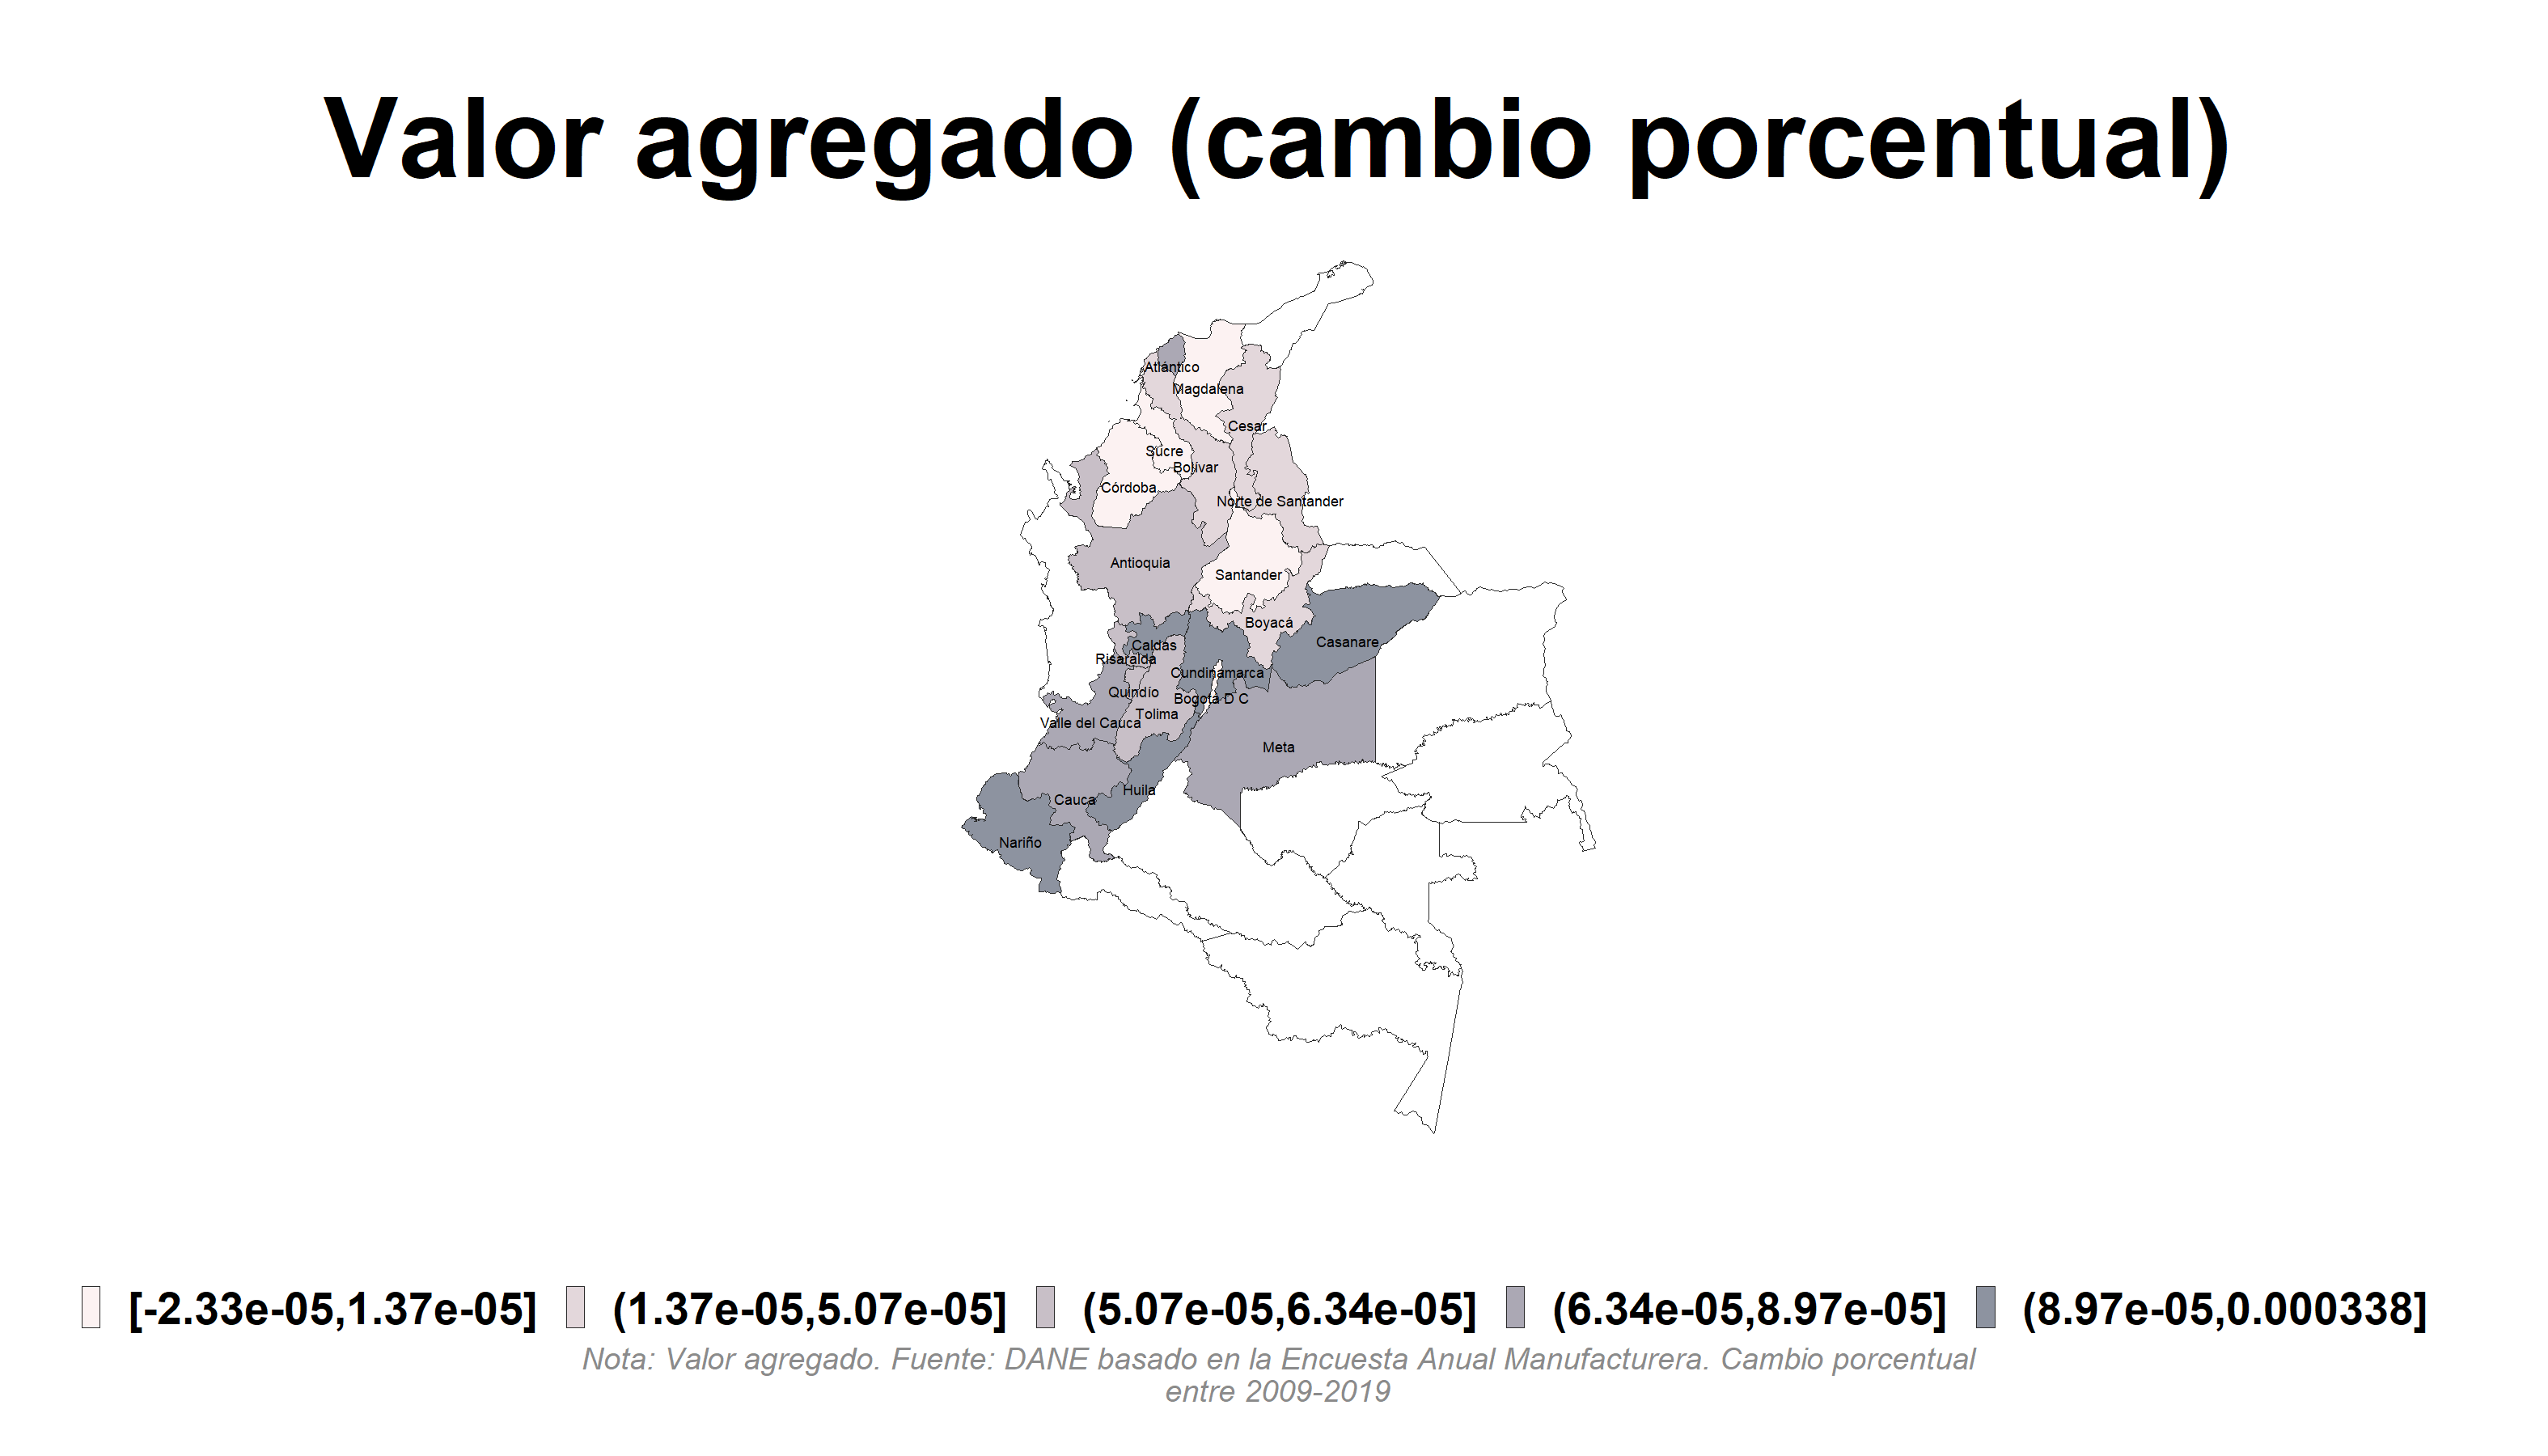 Valor agregado (cambio porcentual)
Atlántico
Magdalena
Cesar
Sucre
Bolívar
Córdoba
Norte de Santander
Antioquia
Santander
Boyacá
Casanare
Caldas
Risaralda
Cundinamarca
Quindío
Bogotá D C
Tolima
Valle del Cauca
Meta
Huila
Cauca
Nariño
[-2.33e-05,1.37e-05] (1.37e-05,5.07e-05] (5.07e-05,6.34e-05] (6.34e-05,8.97e-05] (8.97e-05,0.000338]
Nota: Valor agregado. Fuente: DANE basado en la Encuesta Anual Manufacturera. Cambio porcentual
entre 2009-2019